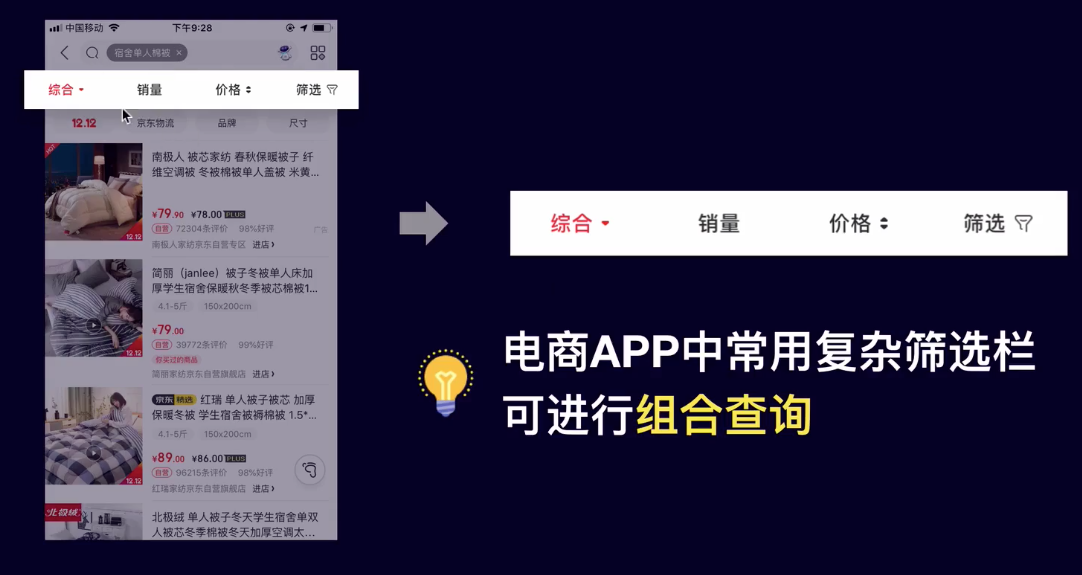 中国移动 下午9:28
宿舍单人棉被 ×
综合 销量 价格 筛选
12.12 京东物流 品牌 尺寸
HOT
南极人 被芯家纺 春秋保暖被子 纤
维空调被 冬被棉被单人盖被 米黄...
¥79.90 ¥78.00 PLUS
自营 72304条评价 98%好评 广告
南极人家纺京东自营专区 进店
12.12
简丽（janlee）被子冬被单人床加
厚学生宿舍保暖秋冬季被芯棉被1...
4.1-5斤 150x200cm
¥79.00
自营 39772条评价 99%好评
你买过的商品
简丽家纺京东自营旗舰店 进店
12.12
京东 精选 红瑞 单人被子被芯 加厚
保暖冬被 学生宿舍被褥棉被 1.5*...
4.1-5斤 150x200cm
¥89.00 ¥86.00 PLUS
自营 96215条评价 98%好评
红瑞家纺京东自营旗舰店 进店
12.12
北极绒
北极绒 单人被子冬天学生宿舍单双
人被芯冬季棉被冬天加厚空调太...
综合 销量 价格 筛选
电商APP中常用复杂筛选栏
可进行组合查询